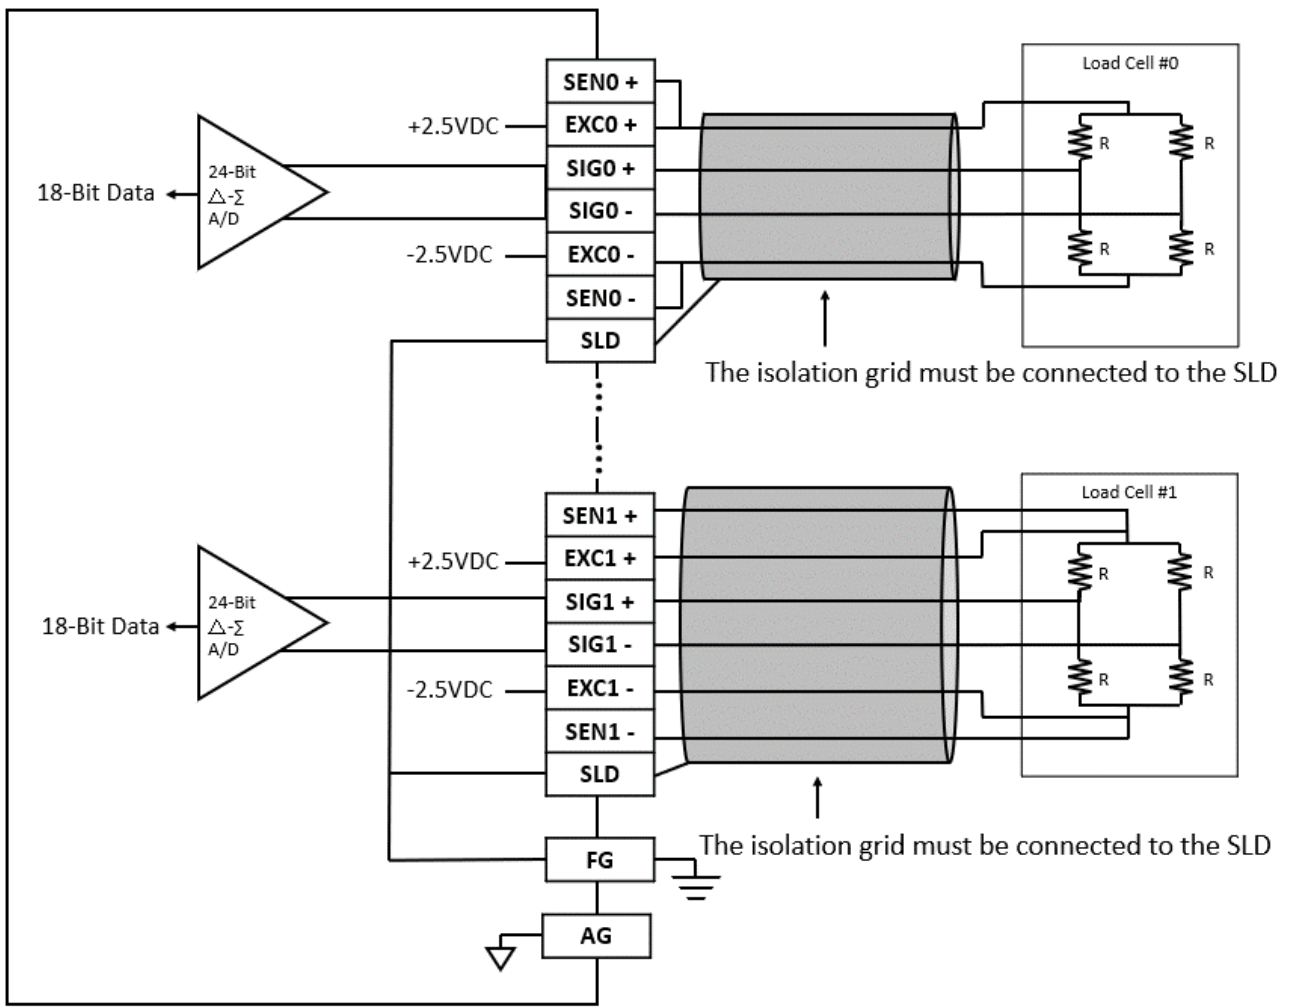 SEN0 +
Load Cell #0
+2.5VDC
EXC0 +
R
R
24-Bit
SIG0 +
18-Bit Data
△-Σ
A/D
SIG0 -
-2.5VDC
EXC0 -
R
R
SEN0 -
SLD
The isolation grid must be connected to the SLD
Load Cell #1
SEN1 +
+2.5VDC
EXC1 +
R
R
24-Bit
SIG1 +
18-Bit Data
△-Σ
A/D
SIG1 -
-2.5VDC
EXC1 -
R
R
SEN1 -
SLD
The isolation grid must be connected to the SLD
FG
AG